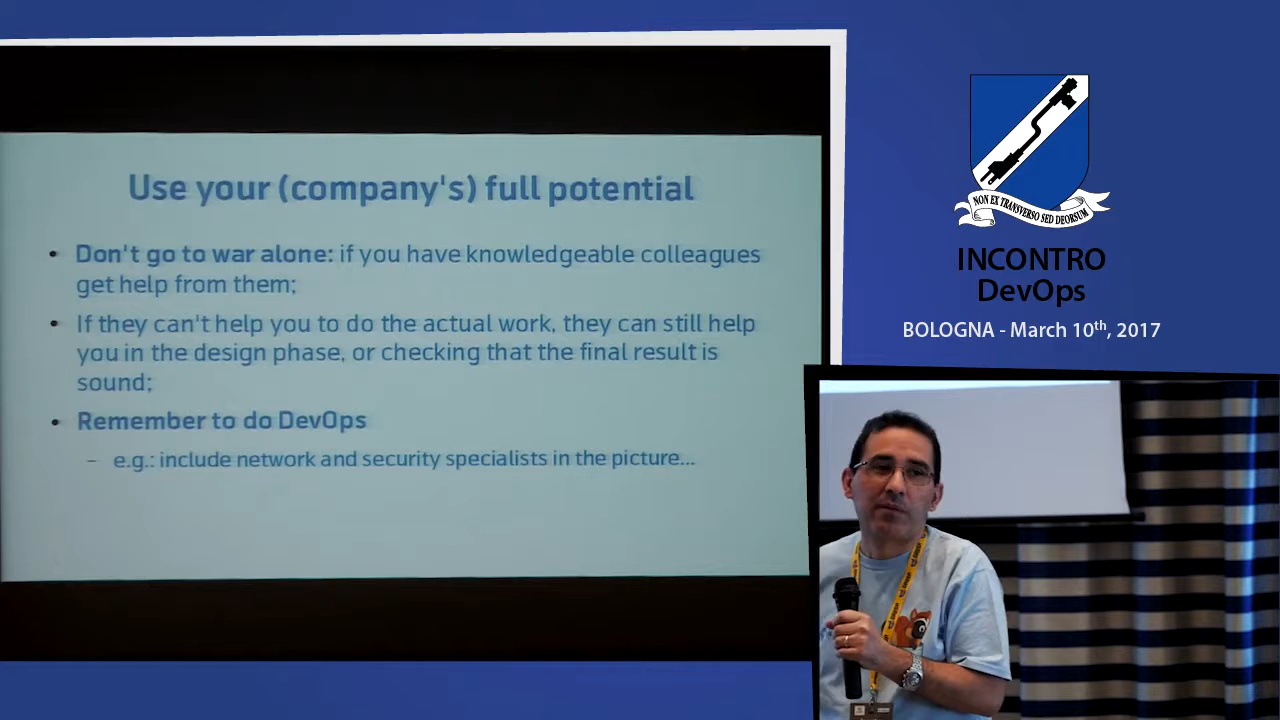 Use your (company's) full potential
• Don't go to war alone: if you have knowledgeable colleagues
get help from them;
• If they can't help you to do the actual work, they can still help
you in the design phase, or checking that the final result is
sound;
• Remember to do DevOps
– e.g.: include network and security specialists in the picture...
NON EX TRANSVERSO SED DEORSUM
INCONTRO
DevOps
BOLOGNA - March 10th, 2017